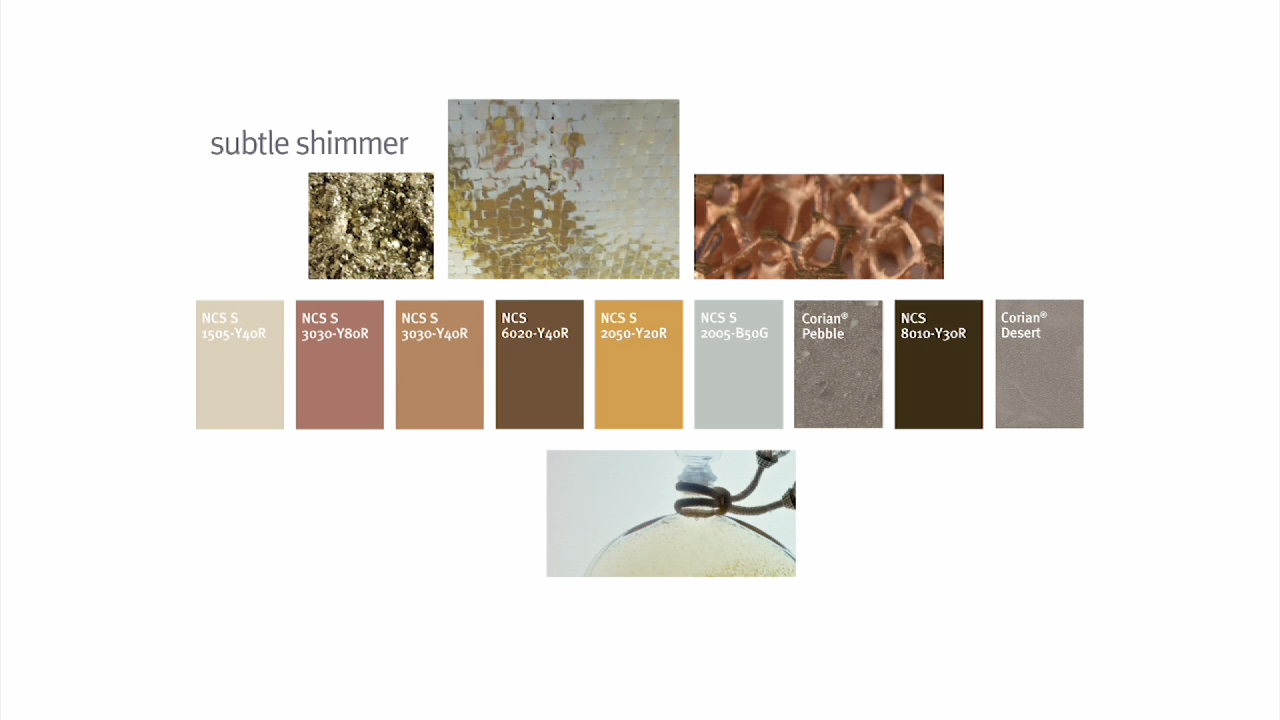 subtle shimmer
NCS S
1505-Y40R
NCS S
3030-Y80R
NCS S
3030-Y40R
NCS
6020-Y40R
NCS S
2050-Y20R
NCS S
2005-B50G
Corian®
Pebble
NCS
8010-Y30R
Corian®
Desert